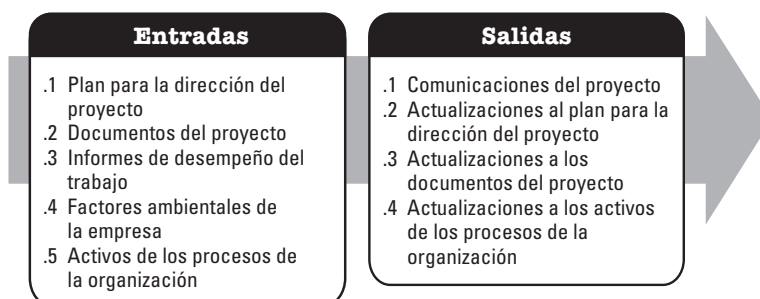 Entradas
.1 Plan para la dirección del
proyecto
.2 Documentos del proyecto
.3 Informes de desempeño del
trabajo
.4 Factores ambientales de
la empresa
.5 Activos de los procesos de
la organización
Salidas
.1 Comunicaciones del proyecto
.2 Actualizaciones al plan para la
dirección del proyecto
.3 Actualizaciones a los
documentos del proyecto
.4 Actualizaciones a los activos
de los procesos de la
organización